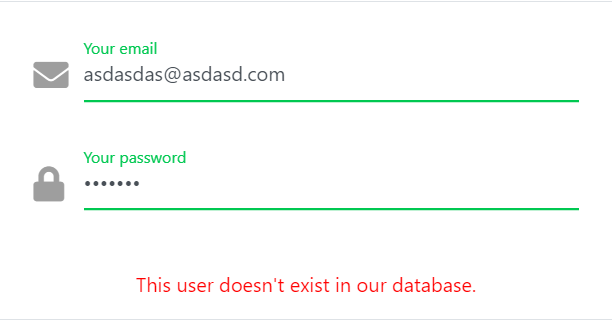 Your email
asdasdas@asdasd.com
Your password
•••••••
This user doesn't exist in our database.